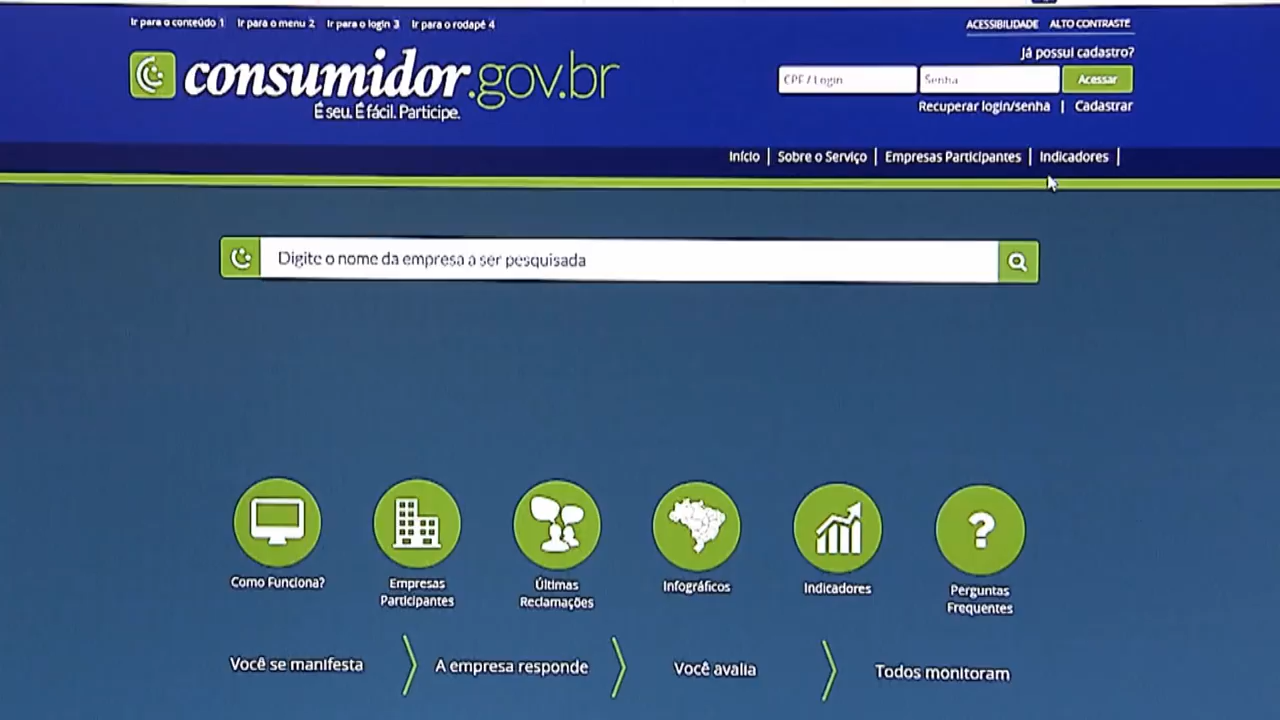 Ir para o conteúdo 1 Ir para o menu 2 Ir para o login 3 Ir para o rodapé 4
ACESSIBILIDADE ALTO CONTRASTE
Já possui cadastro?
consumidor.gov.br
É seu. É fácil. Participe.
CPF / Login Senha Acessar
Recuperar login/senha | Cadastrar
Início | Sobre o Serviço | Empresas Participantes | Indicadores |
Digite o nome da empresa a ser pesquisada
Como Funciona?
Empresas
Participantes
Últimas
Reclamações
Infográficos
Indicadores
?
Perguntas
Frequentes
Você se manifesta
A empresa responde
Você avalia
Todos monitoram